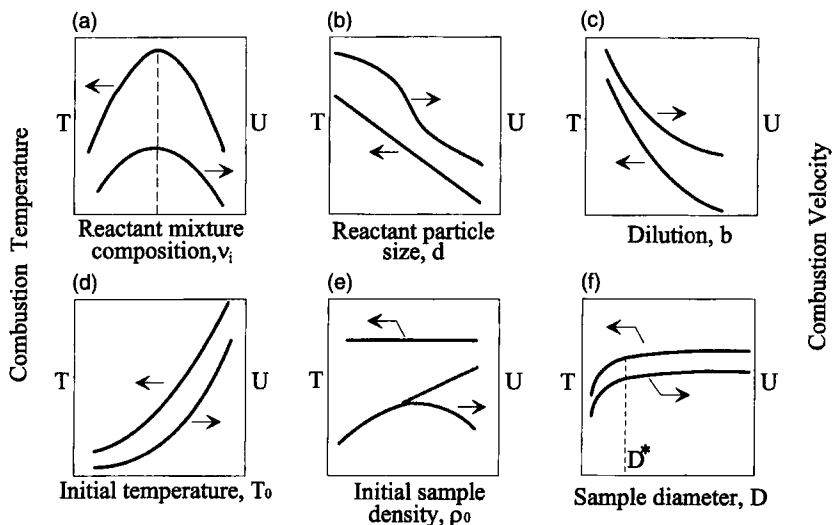 (a)
(b)
(c)
T
U
T
U
T
U
Reactant mixture
composition,νi
Reactant particle
size, d
Dilution, b
(d)
(e)
(f)
T
U
T
U
T
U
D*
Initial temperature, T₀
Initial sample
density, ρ₀
Sample diameter, D
Combustion Temperature
Combustion Velocity